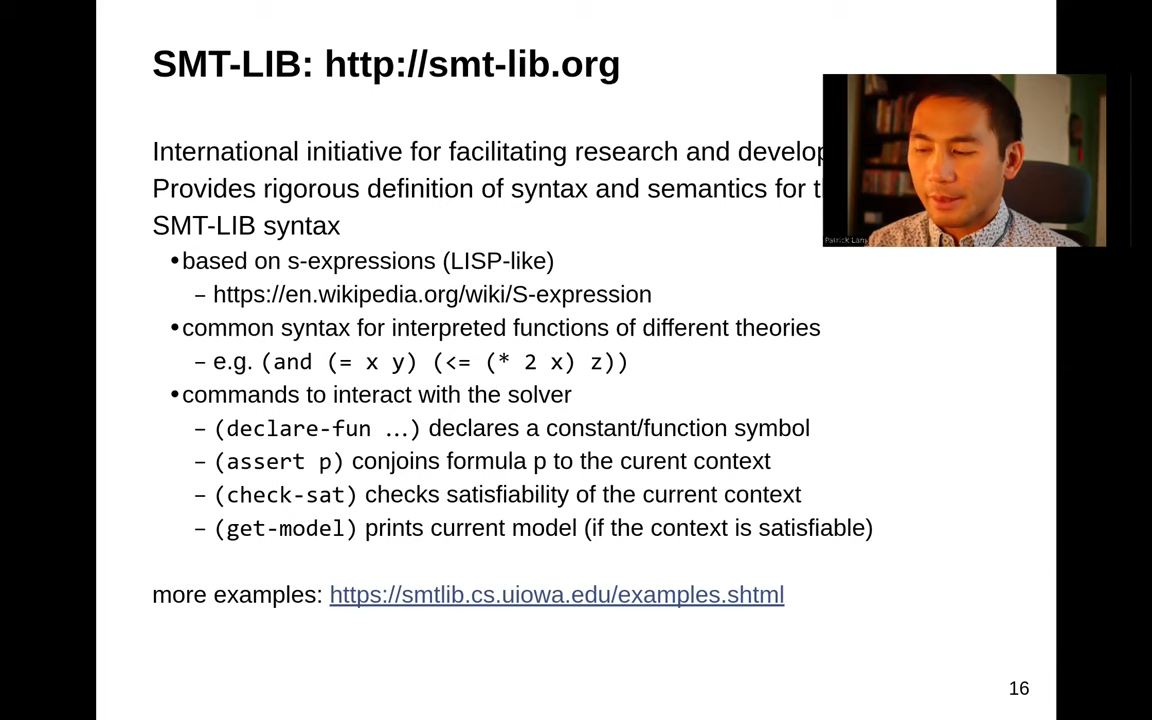 SMT-LIB: http://smt-lib.org
International initiative for facilitating research and
Provides rigorous definition of syntax and semantics for
SMT-LIB syntax
•based on s-expressions (LISP-like)
– https://en.wikipedia.org/wiki/S-expression
•common syntax for interpreted functions of different theories
– e.g. (and (= x y) (<= (* 2 x) z))
•commands to interact with the solver
– (declare-fun …) declares a constant/function symbol
– (assert p) conjoins formula p to the curent context
– (check-sat) checks satisfiability of the current context
– (get-model) prints current model (if the context is satisfiable)
more examples: https://smtlib.cs.uiowa.edu/examples.shtml
16
Patrick